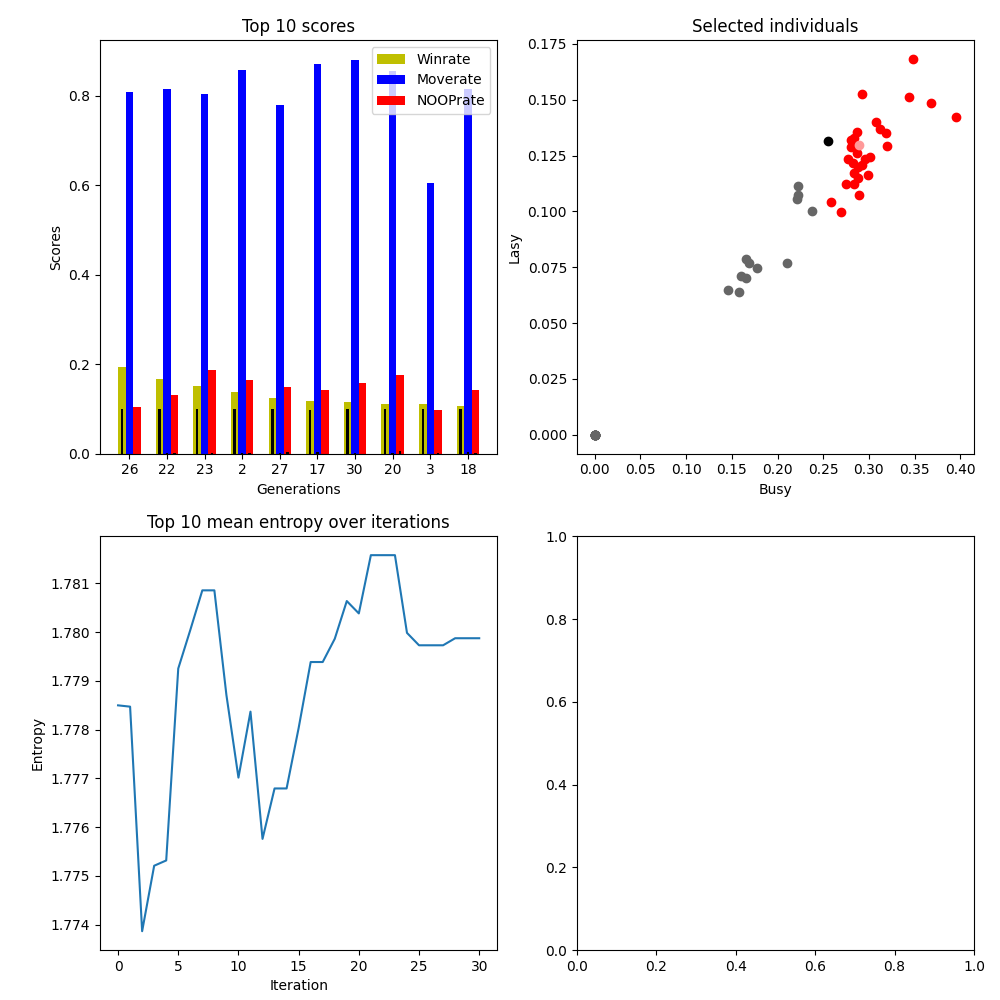 Top 10 scores
Winrate
Moverate
NOOPrate
0.8
0.6
0.4
0.2
0.0
Scores
26 22 23 2 27 17 30 20 3 18
Generations
Selected individuals
0.175
0.150
0.125
0.100
0.075
0.050
0.025
0.000
Lasy
0.00 0.05 0.10 0.15 0.20 0.25 0.30 0.35 0.40
Busy
Top 10 mean entropy over iterations
1.781
1.780
1.779
1.778
1.777
1.776
1.775
1.774
Entropy
0 5 10 15 20 25 30
Iteration
1.0
0.8
0.6
0.4
0.2
0.0
0.0 0.2 0.4 0.6 0.8 1.0